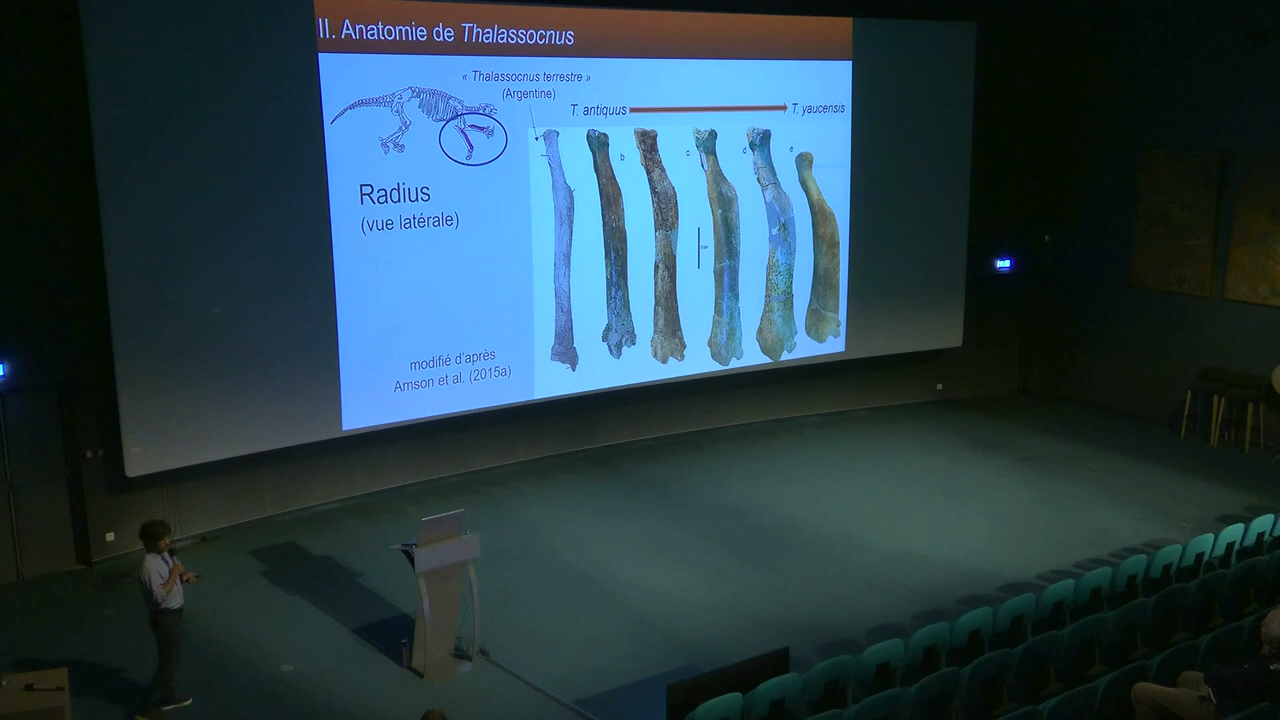 II. Anatomie de Thalassocnus
« Thalassocnus terrestre »
(Argentine)
T. antiquus
T. yaucensis
b
c
d
e
Radius
(vue latérale)
modifié d'après
Amson et al. (2015a)